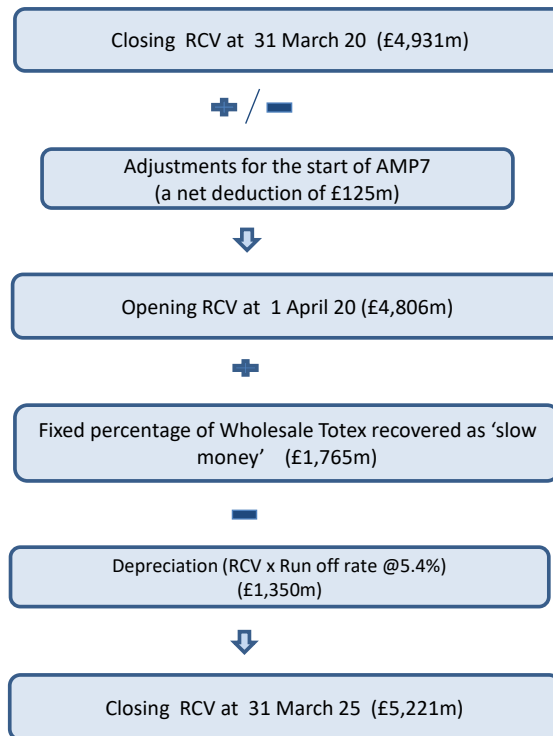 Closing RCV at 31 March 20 (£4,931m)
+ / −
Adjustments for the start of AMP7
(a net deduction of £125m)
Opening RCV at 1 April 20 (£4,806m)
+
Fixed percentage of Wholesale Totex recovered as ‘slow
money’ (£1,765m)
−
Depreciation (RCV x Run off rate @5.4%)
(£1,350m)
Closing RCV at 31 March 25 (£5,221m)